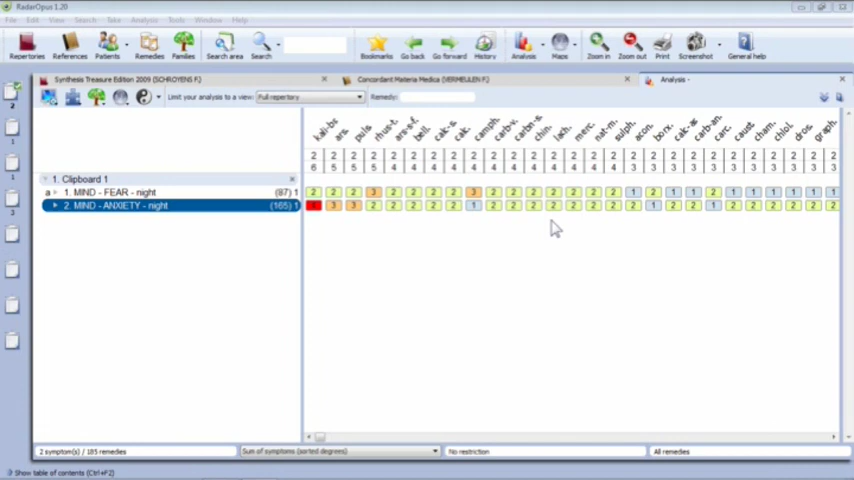 RadarOpus 1.20
File Edit View Search Take Analysis Tools Window Help
Repertories References Patients Remedies Families Search area Search Bookmarks Go back Go forward History Analysis Maps Zoom in Zoom out Print Screenshot General help
Synthesis Treasure Edition 2009 (SCHROYENS F.) Concordant Materia Medica (VERMEULEN F.) Analysis -
Limit your analysis to a view: Full repertory Remedy:
kali-bs ars. puls. rhus-t. ars-s-f. bell. calc-s. calc. camph. carb-v. carbn-s. chin. lach. merc. nat-m. sulph. acon. borx. calc-ar. carb-an. carc. caust. cham. chlol. dros. graph.
2 2 2 2 2 2 2 2 2 2 2 2 2 2 2 2 2 2 2 2 2 2 2 2 2 2
6 5 5 5 4 4 4 4 4 4 4 4 4 4 4 4 3 3 3 3 3 3 3 3 3 3
1. Clipboard 1
a 1. MIND - FEAR - night (87) 1 2 2 2 3 2 2 2 2 3 2 2 2 2 2 2 2 1 2 1 1 2 1 1 1 1 1
2. MIND - ANXIETY - night (165) 1 3 3 2 2 2 2 2 1 2 2 2 2 2 2 2 2 1 2 2 1 2 2 2 2 2
2
1
1
3
2 symptom(s) / 185 remedies Sum of symptoms (sorted degrees) No restriction All remedies
Show table of contents (Ctrl+F2)